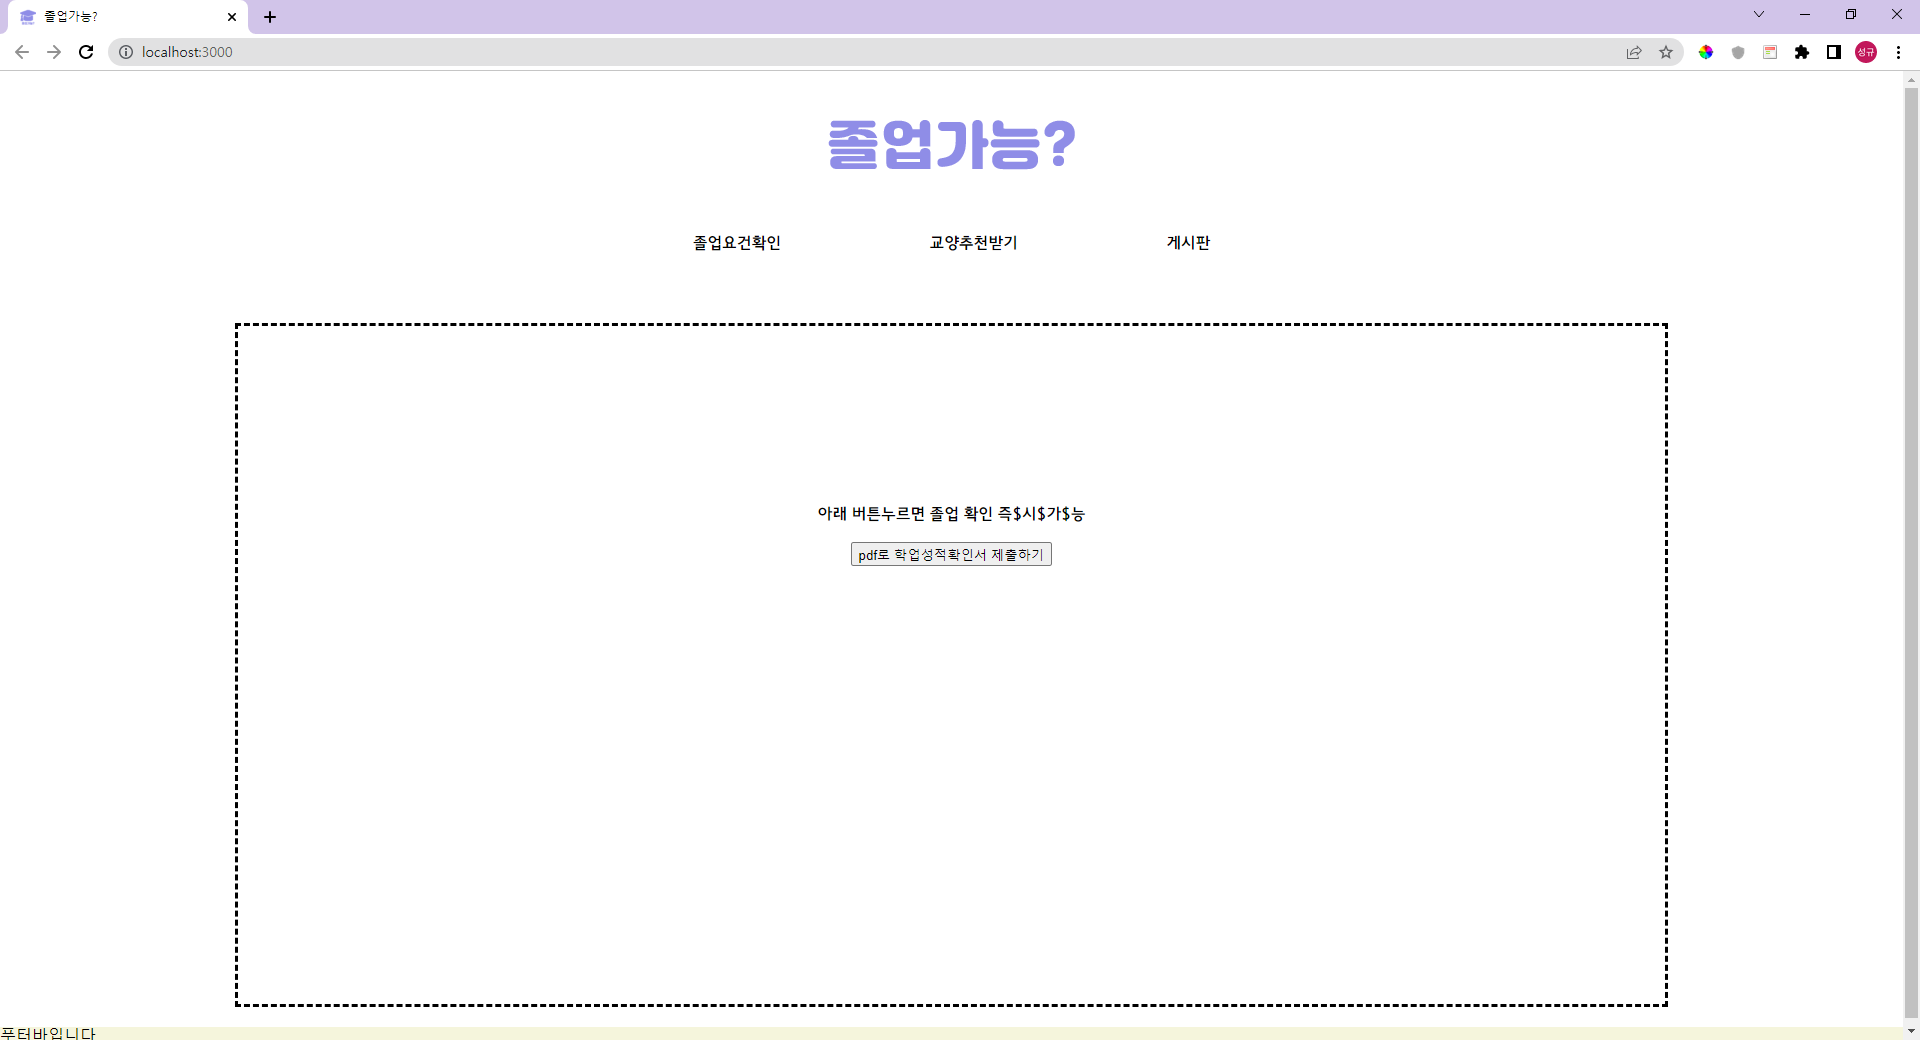 졸업가능?
localhost:3000
성규
졸업가능?
졸업요건확인 교양추천받기 게시판
아래 버튼누르면 졸업 확인 즉$시$가$능
pdf로 학업성적확인서 제출하기
푸터바입니다